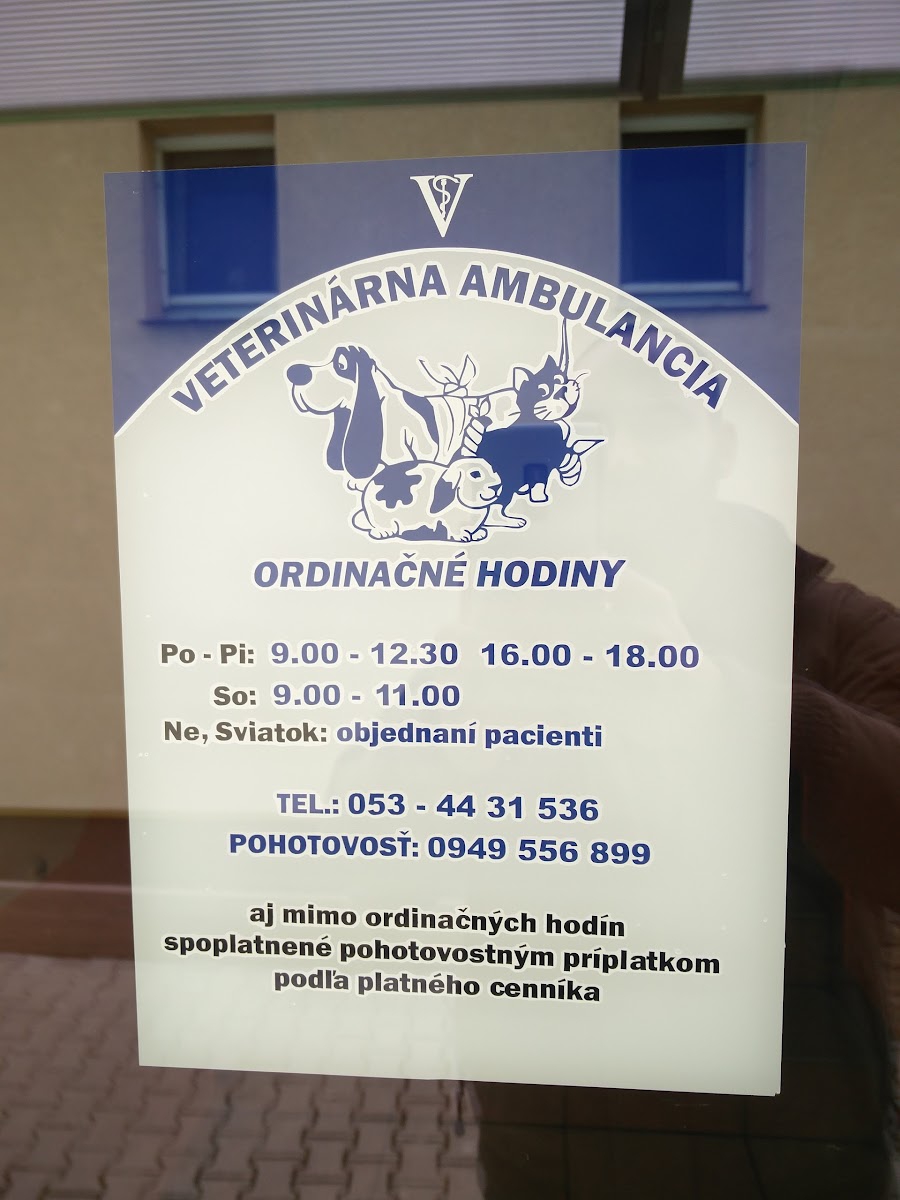 V
VETERINÁRNA AMBULANCIA
ORDINAČNÉ HODINY
Po - Pi: 9.00 - 12.30 16.00 - 18.00
So: 9.00 - 11.00
Ne, Sviatok: objednaní pacienti
TEL.: 053 - 44 31 536
POHOTOVOSŤ: 0949 556 899
aj mimo ordinačných hodín
spoplatnené pohotovostným príplatkom
podľa platného cenníka